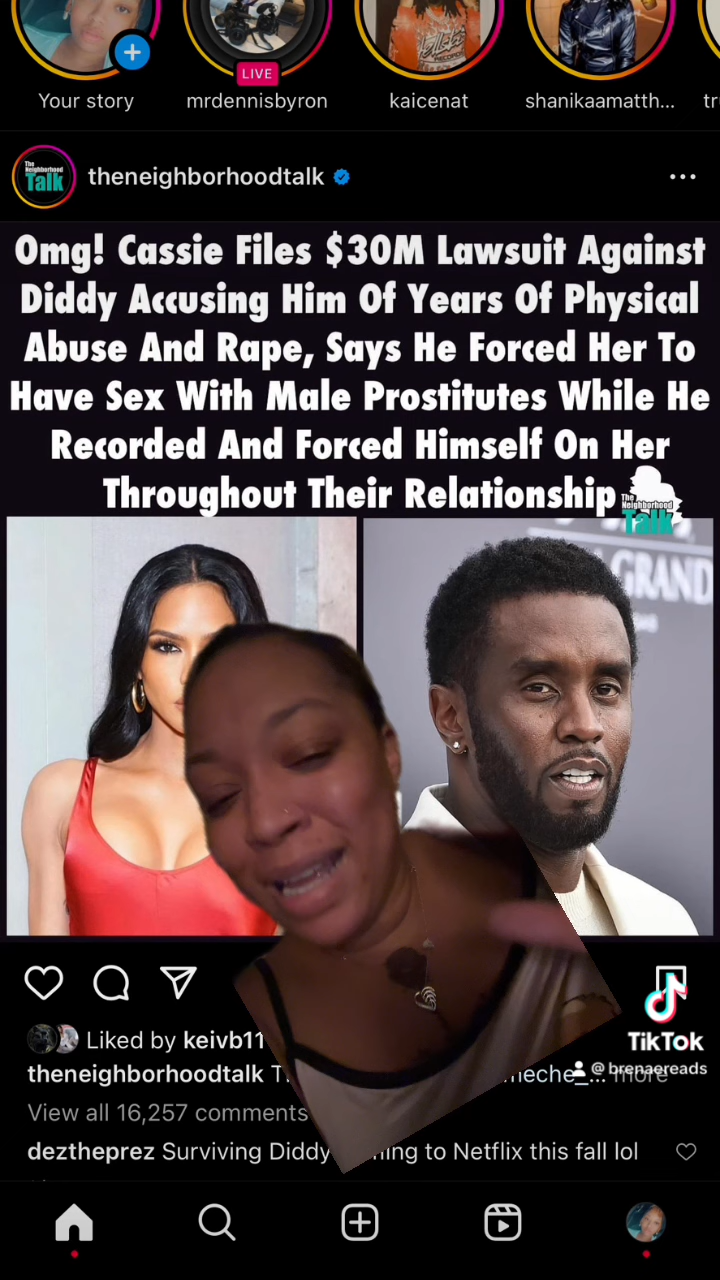 Your story
LIVE
mrdennisbyron
kaicenat
shanikaamatth...
The
Neighborhood
Talk
theneighborhoodtalk
Omg! Cassie Files $30M Lawsuit Against
Diddy Accusing Him Of Years Of Physical
Abuse And Rape, Says He Forced Her To
Have Sex With Male Prostitutes While He
Recorded And Forced Himself On Her
Throughout Their Relationship
The
Neighborhood
Talk
GRAND
Liked by keivb11
TikTok
theneighborhoodtalk
more
@brenaereads
View all 16,257 comments
deztheprez Surviving Diddy
to Netflix this fall lol